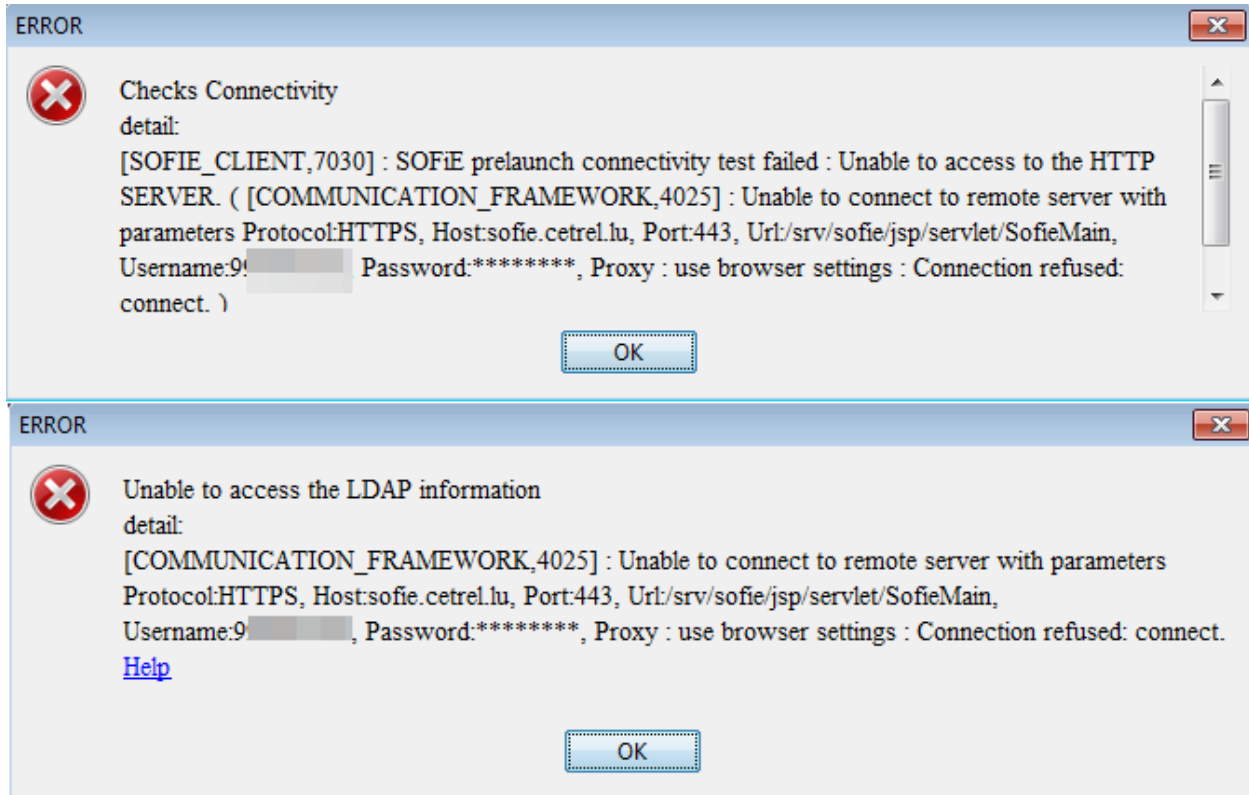 ERROR
Checks Connectivity
detail:
[SOFIE_CLIENT,7030] : SOFiE prelaunch connectivity test failed : Unable to access to the HTTP
SERVER. ( [COMMUNICATION_FRAMEWORK,4025] : Unable to connect to remote server with
parameters Protocol:HTTPS, Host:sofie.cetrel.lu, Port:443, Url:/srv/sofie/jsp/servlet/SofieMain,
Username:9 Password:********, Proxy : use browser settings : Connection refused:
connect. )
OK
ERROR
Unable to access the LDAP information
detail:
[COMMUNICATION_FRAMEWORK,4025] : Unable to connect to remote server with parameters
Protocol:HTTPS, Host:sofie.cetrel.lu, Port:443, Url:/srv/sofie/jsp/servlet/SofieMain,
Username:9 , Password:********, Proxy : use browser settings : Connection refused: connect.
Help
OK